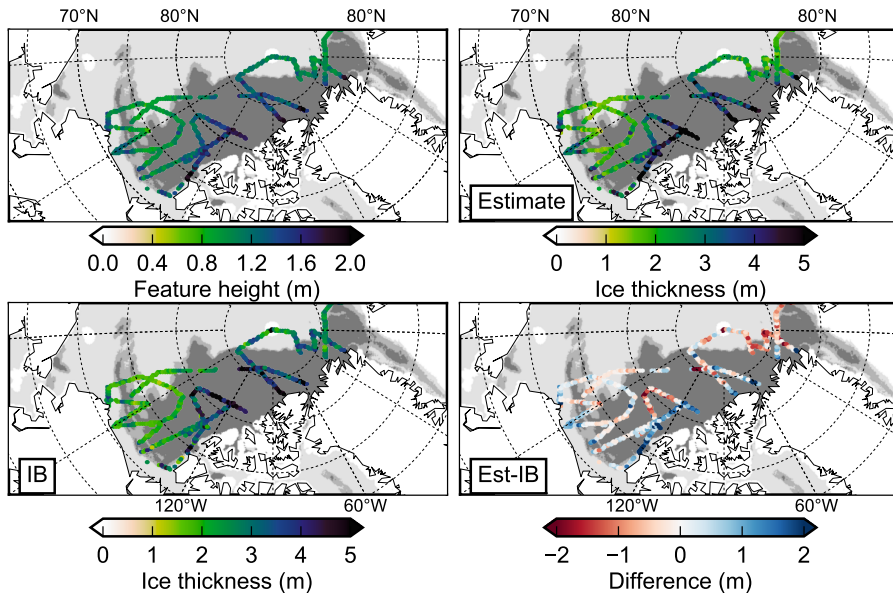 70°N 80°N 80°N
70°N 80°N 80°N
Estimate
0.0 0.4 0.8 1.2 1.6 2.0
Feature height (m)
0 1 2 3 4 5
Ice thickness (m)
IB
Est-IB
120°W 60°W
120°W 60°W
0 1 2 3 4 5
Ice thickness (m)
−2 −1 0 1 2
Difference (m)